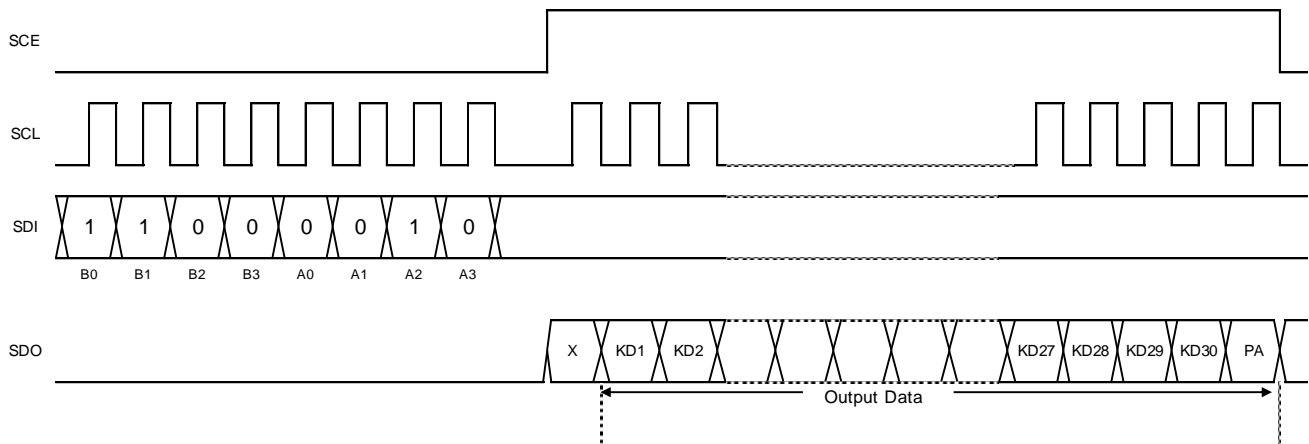 SCE
SCL
SDI
1 1 0 0 0 0 1 0
B0 B1 B2 B3 A0 A1 A2 A3
SDO
X KD1 KD2 KD27 KD28 KD29 KD30 PA
Output Data